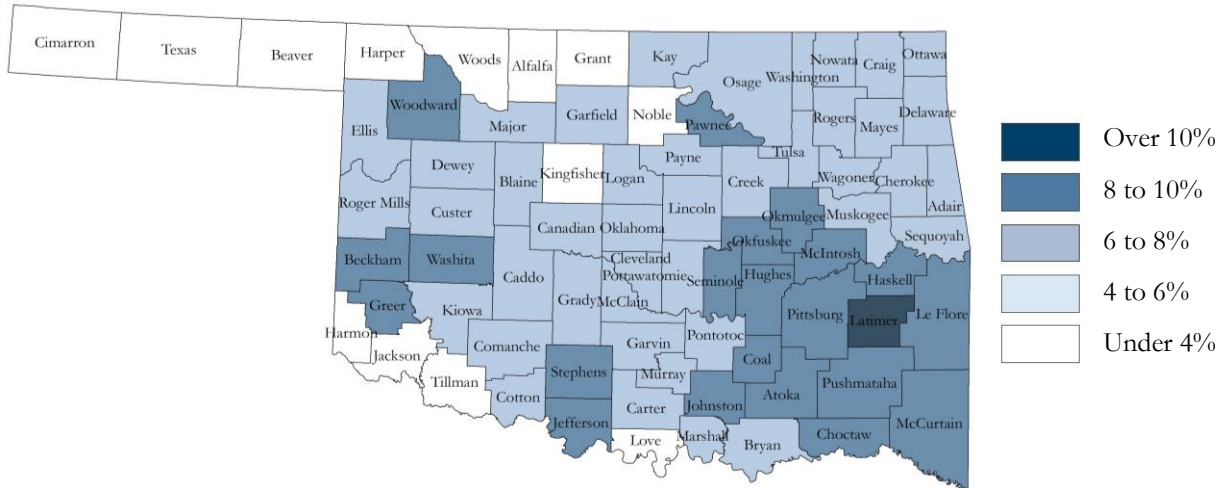 Cimarron
Texas
Beaver
Harper
Woods
Alfalfa
Grant
Kay
Osage
Washington
Nowata
Craig
Ottawa
Woodward
Major
Garfield
Noble
Pawnee
Rogers
Mayes
Delaware
Ellis
Dewey
Blaine
Kingfisher
Logan
Payne
Creek
Tulsa
Wagoner
Cherokee
Adair
Roger Mills
Custer
Canadian
Oklahoma
Lincoln
Okmulgee
Muskogee
Sequoyah
Beckham
Washita
Caddo
Grady
Cleveland
Pottawatomie
McClain
Seminole
Okfuskee
Hughes
McIntosh
Haskell
Greer
Kiowa
Comanche
Garvin
Pontotoc
Pittsburg
Latimer
Le Flore
Harmon
Jackson
Tillman
Cotton
Stephens
Murray
Coal
Atoka
Pushmataha
McCurtain
Jefferson
Carter
Johnston
Love
Marshall
Bryan
Choctaw
Over 10%
8 to 10%
6 to 8%
4 to 6%
Under 4%